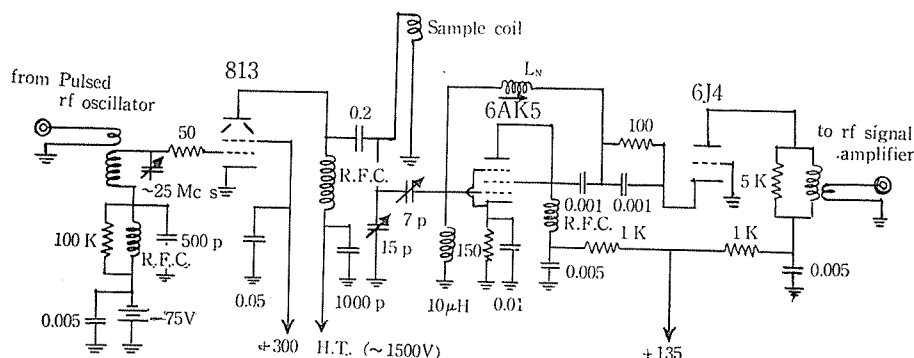 from Pulsed
rf oscillator
813
50
~25 Mc s
100 K
R.F.C.
500 p
0.005
-75V
0.05
+300
H.T. (~1500V)
0.2
Sample coil
R.F.C.
1000 p
15 p
7 p
10μH
L_N
6AK5
150
0.01
R.F.C.
0.005
0.001
0.001
100
1 K
+135
6J4
5 K
1 K
0.005
to rf signal
amplifier